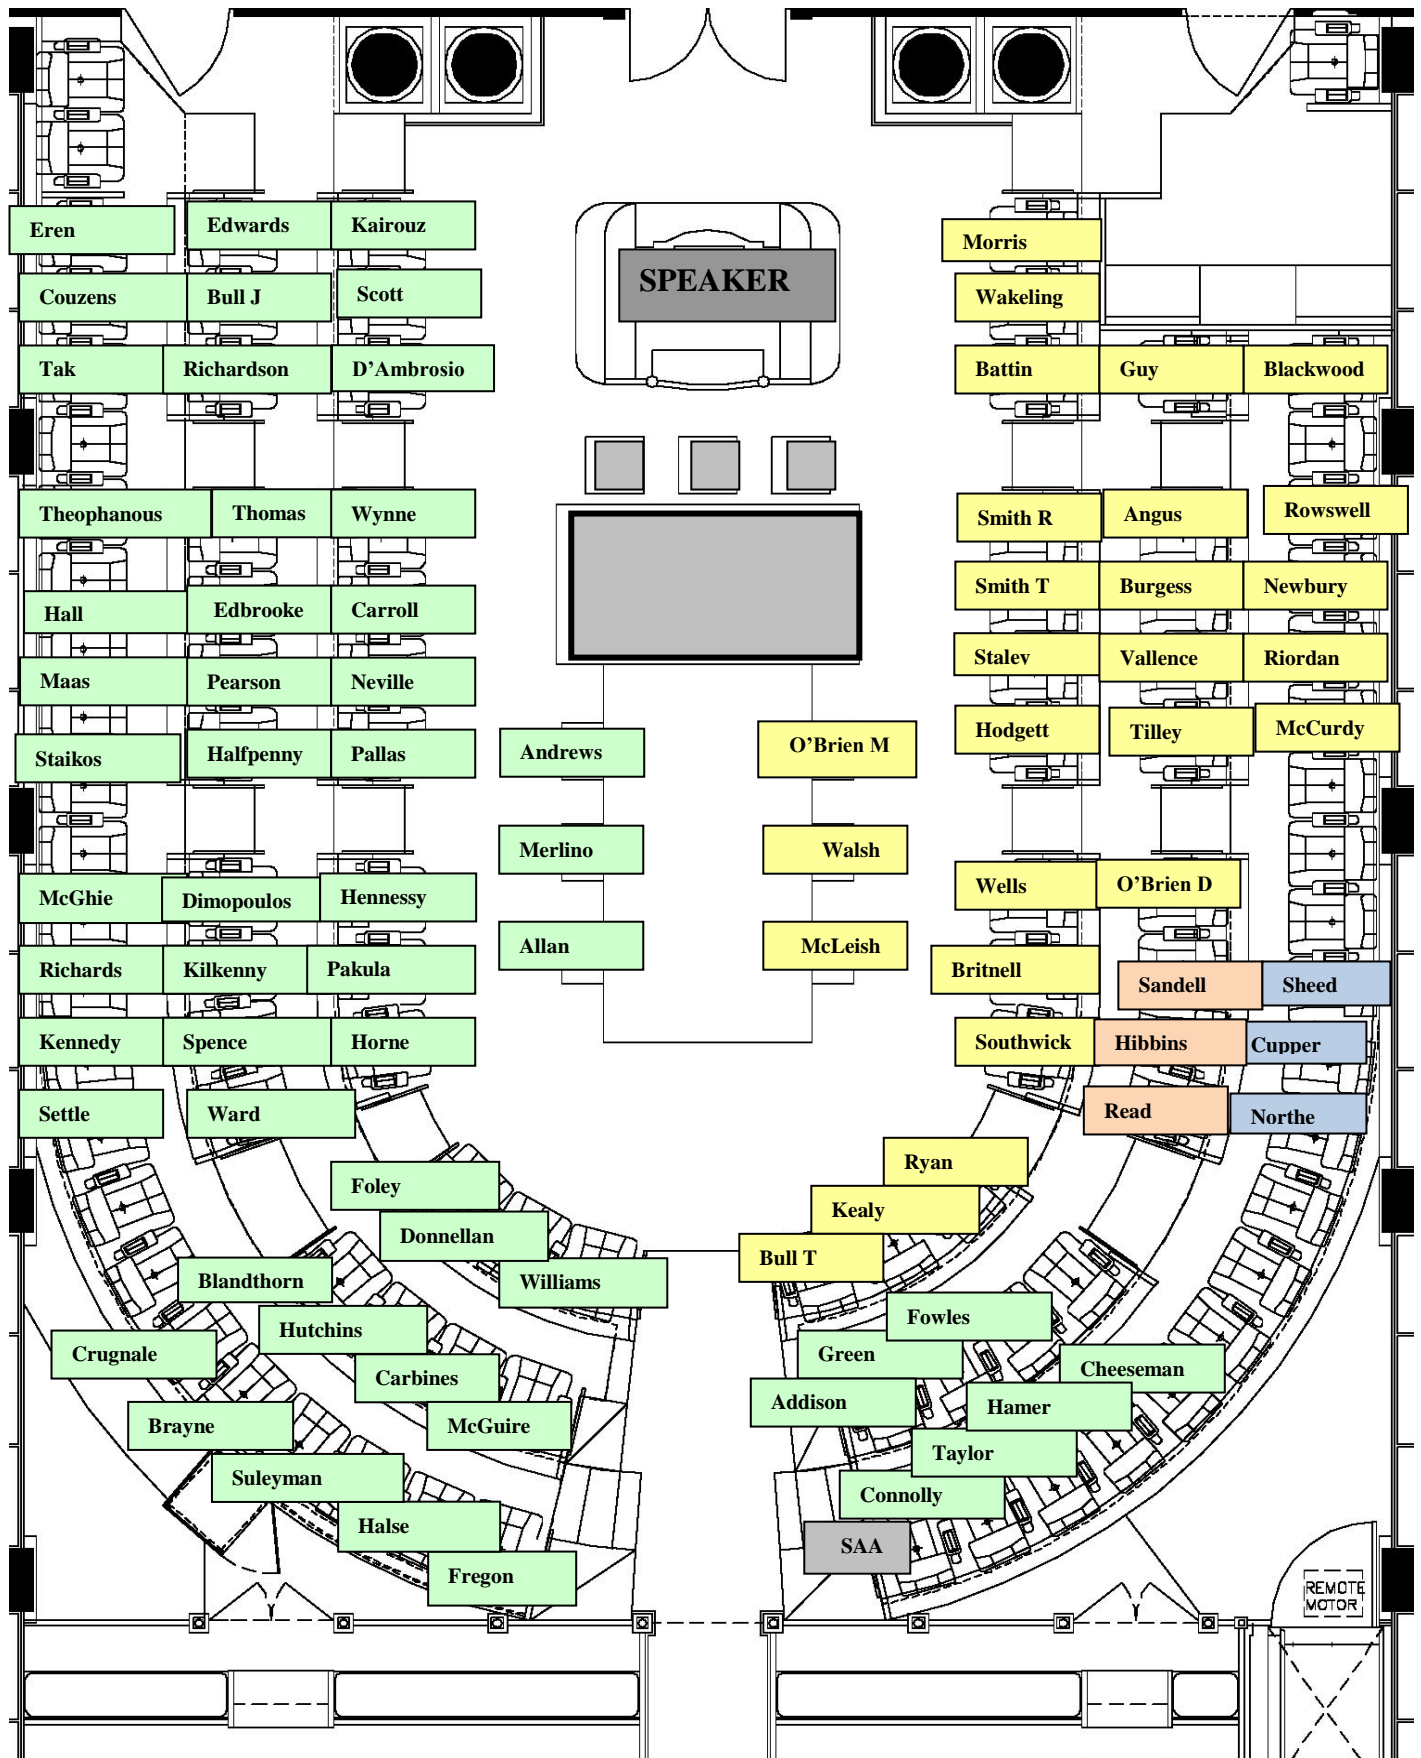 Eren Edwards Kairouz Morris
SPEAKER
Couzens Bull J Scott Wakeling
Tak Richardson D'Ambrosio Battin Guy Blackwood
Theophanous Thomas Wynne Smith R Angus Rowswell
Hall Edbrooke Carroll Smith T Burgess Newbury
Maas Pearson Neville Stalev Vallence Riordan
Staikos Halfpenny Pallas Andrews O'Brien M Hodgett Tilley McCurdy
Merlino Walsh
McGhie Dimopoulos Hennessy Wells O'Brien D
Allan McLeish
Richards Kilkenny Pakula Britnell Sandell Sheed
Kennedy Spence Horne Southwick Hibbins Cupper
Settle Ward Read Northe
Foley Ryan
Donnellan Kealy
Blandthorn Williams Bull T
Hutchins Fowles
Crugnale Green Cheeseman
Carbines Addison Hamer
Brayne McGuire Taylor
Suleyman Connolly
Halse SAA
Fregon
REMOTE
MOTOR